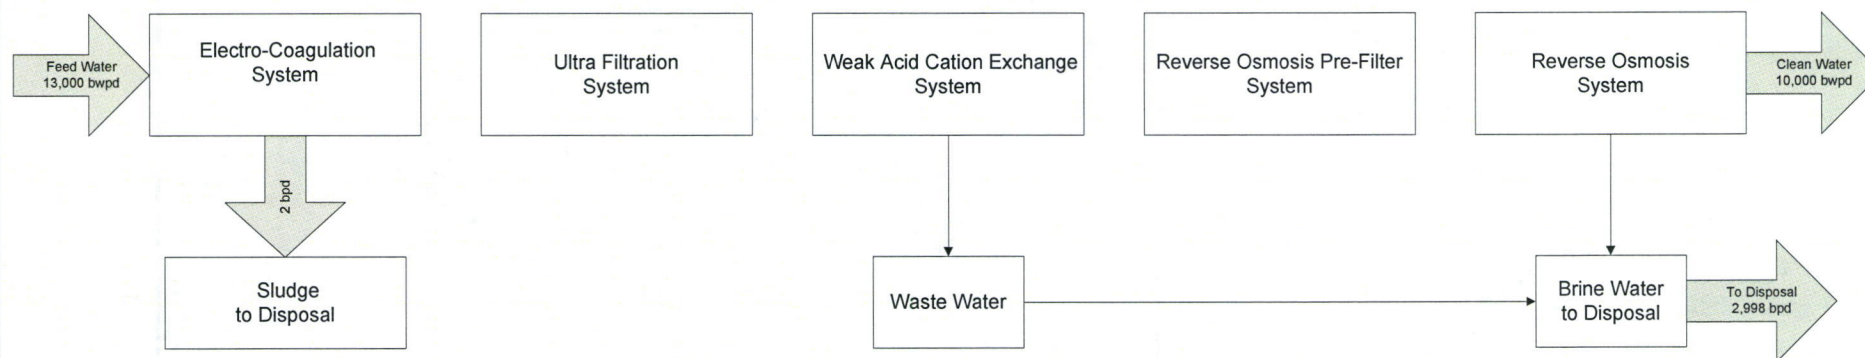 Feed Water
13,000 bwpd
Electro-Coagulation
System
Ultra Filtration
System
Weak Acid Cation Exchange
System
Reverse Osmosis Pre-Filter
System
Reverse Osmosis
System
Clean Water
10,000 bwpd
2 bpd
Sludge
to Disposal
Waste Water
Brine Water
to Disposal
To Disposal
2,998 bpd